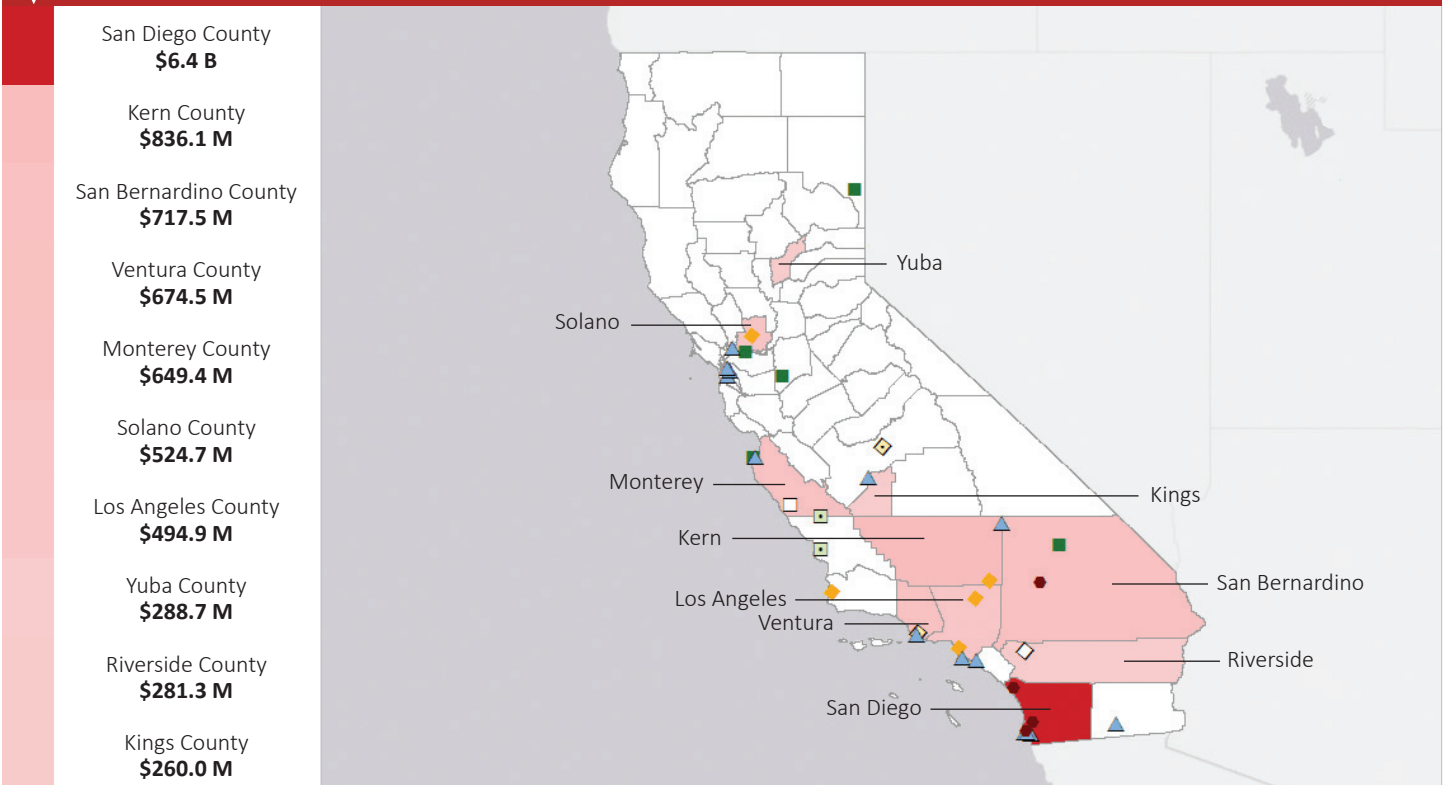 San Diego County
$6.4 B
Kern County
$836.1 M
San Bernardino County
$717.5 M
Ventura County
$674.5 M
Monterey County
$649.4 M
Solano County
$524.7 M
Los Angeles County
$494.9 M
Yuba County
$288.7 M
Riverside County
$281.3 M
Kings County
$260.0 M
Yuba
Solano
Monterey
Kings
Kern
San Bernardino
Los Angeles
Ventura
Riverside
San Diego